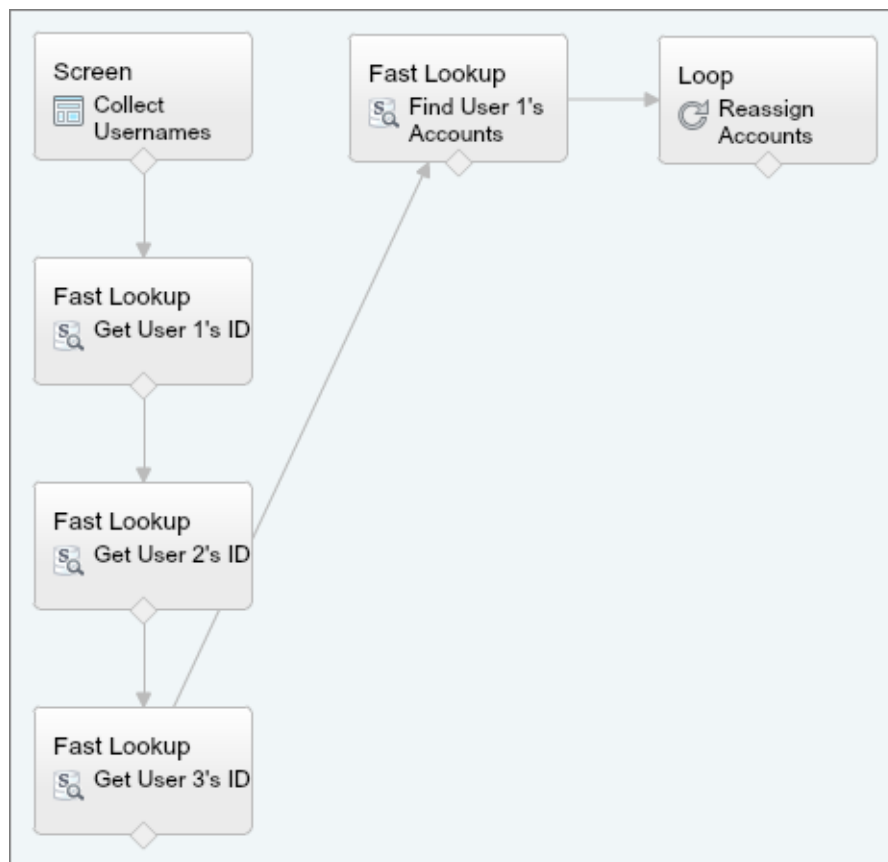 Screen
Collect
Usernames
Fast Lookup
Get User 1's ID
Fast Lookup
Get User 2's ID
Fast Lookup
Get User 3's ID
Fast Lookup
Find User 1's
Accounts
Loop
Reassign
Accounts